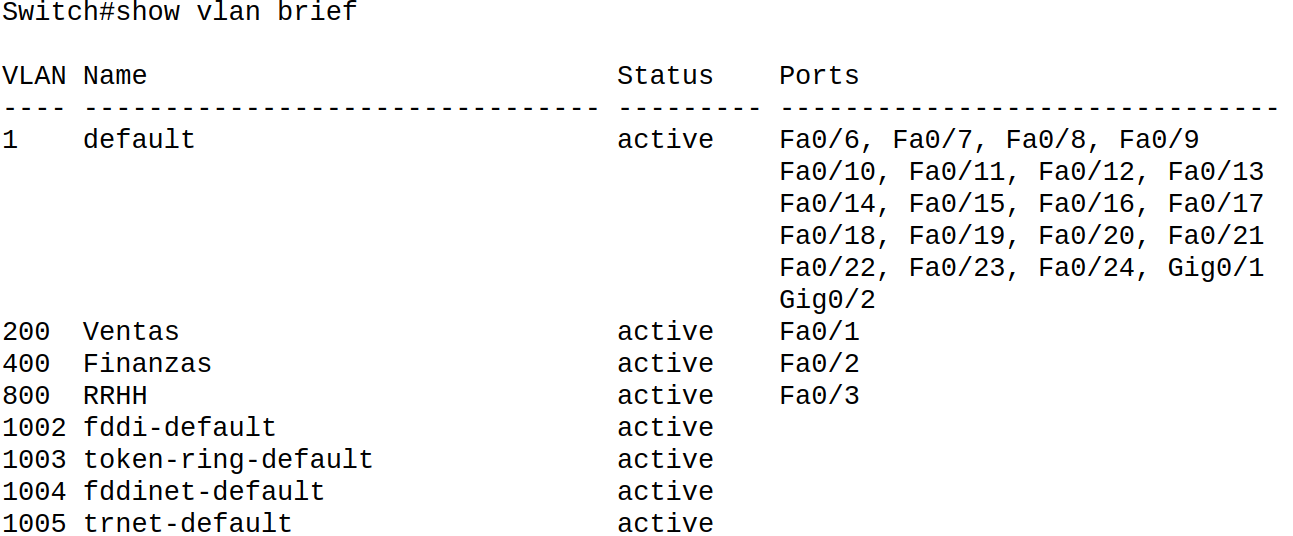 Switch#show vlan brief
VLAN Name                             Status    Ports
---- -------------------------------- --------- -------------------------------
1    default                          active    Fa0/6, Fa0/7, Fa0/8, Fa0/9
                                                Fa0/10, Fa0/11, Fa0/12, Fa0/13
                                                Fa0/14, Fa0/15, Fa0/16, Fa0/17
                                                Fa0/18, Fa0/19, Fa0/20, Fa0/21
                                                Fa0/22, Fa0/23, Fa0/24, Gig0/1
                                                Gig0/2
200  Ventas                           active    Fa0/1
400  Finanzas                         active    Fa0/2
800  RRHH                             active    Fa0/3
1002 fddi-default                     active
1003 token-ring-default               active
1004 fddinet-default                  active
1005 trnet-default                    active